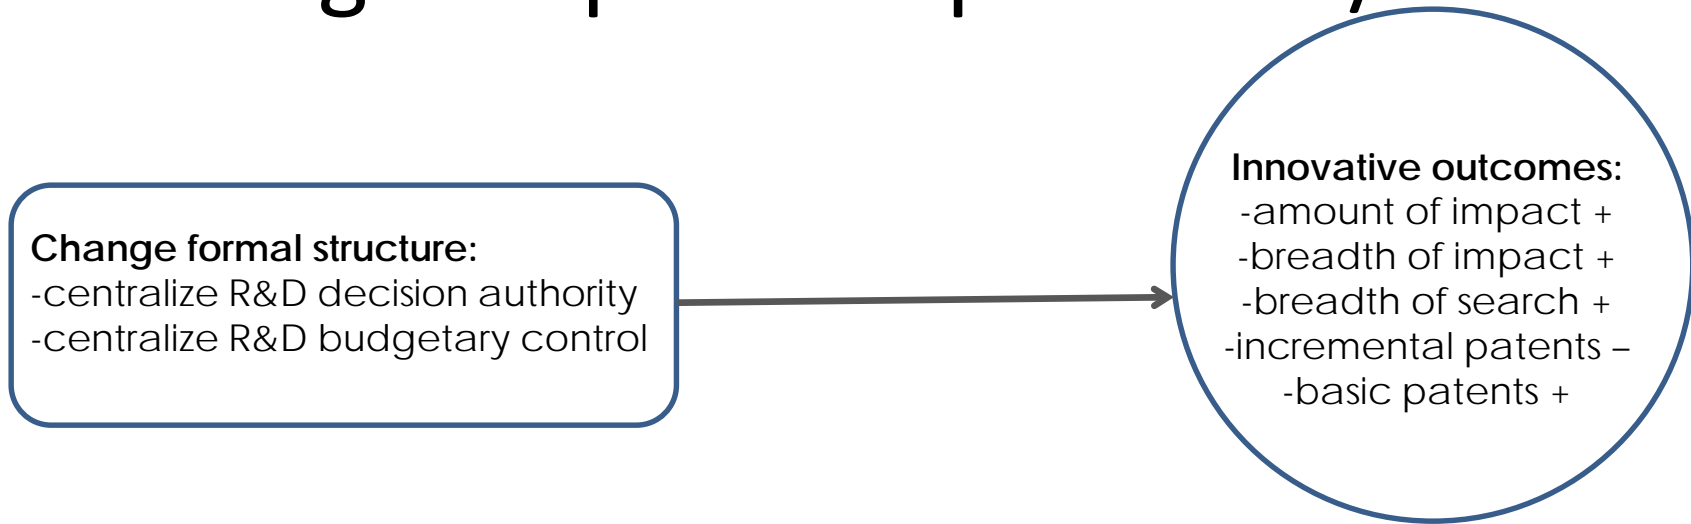 Change formal structure:
-centralize R&D decision authority
-centralize R&D budgetary control
Innovative outcomes:
-amount of impact +
-breadth of impact +
-breadth of search +
-incremental patents –
-basic patents +